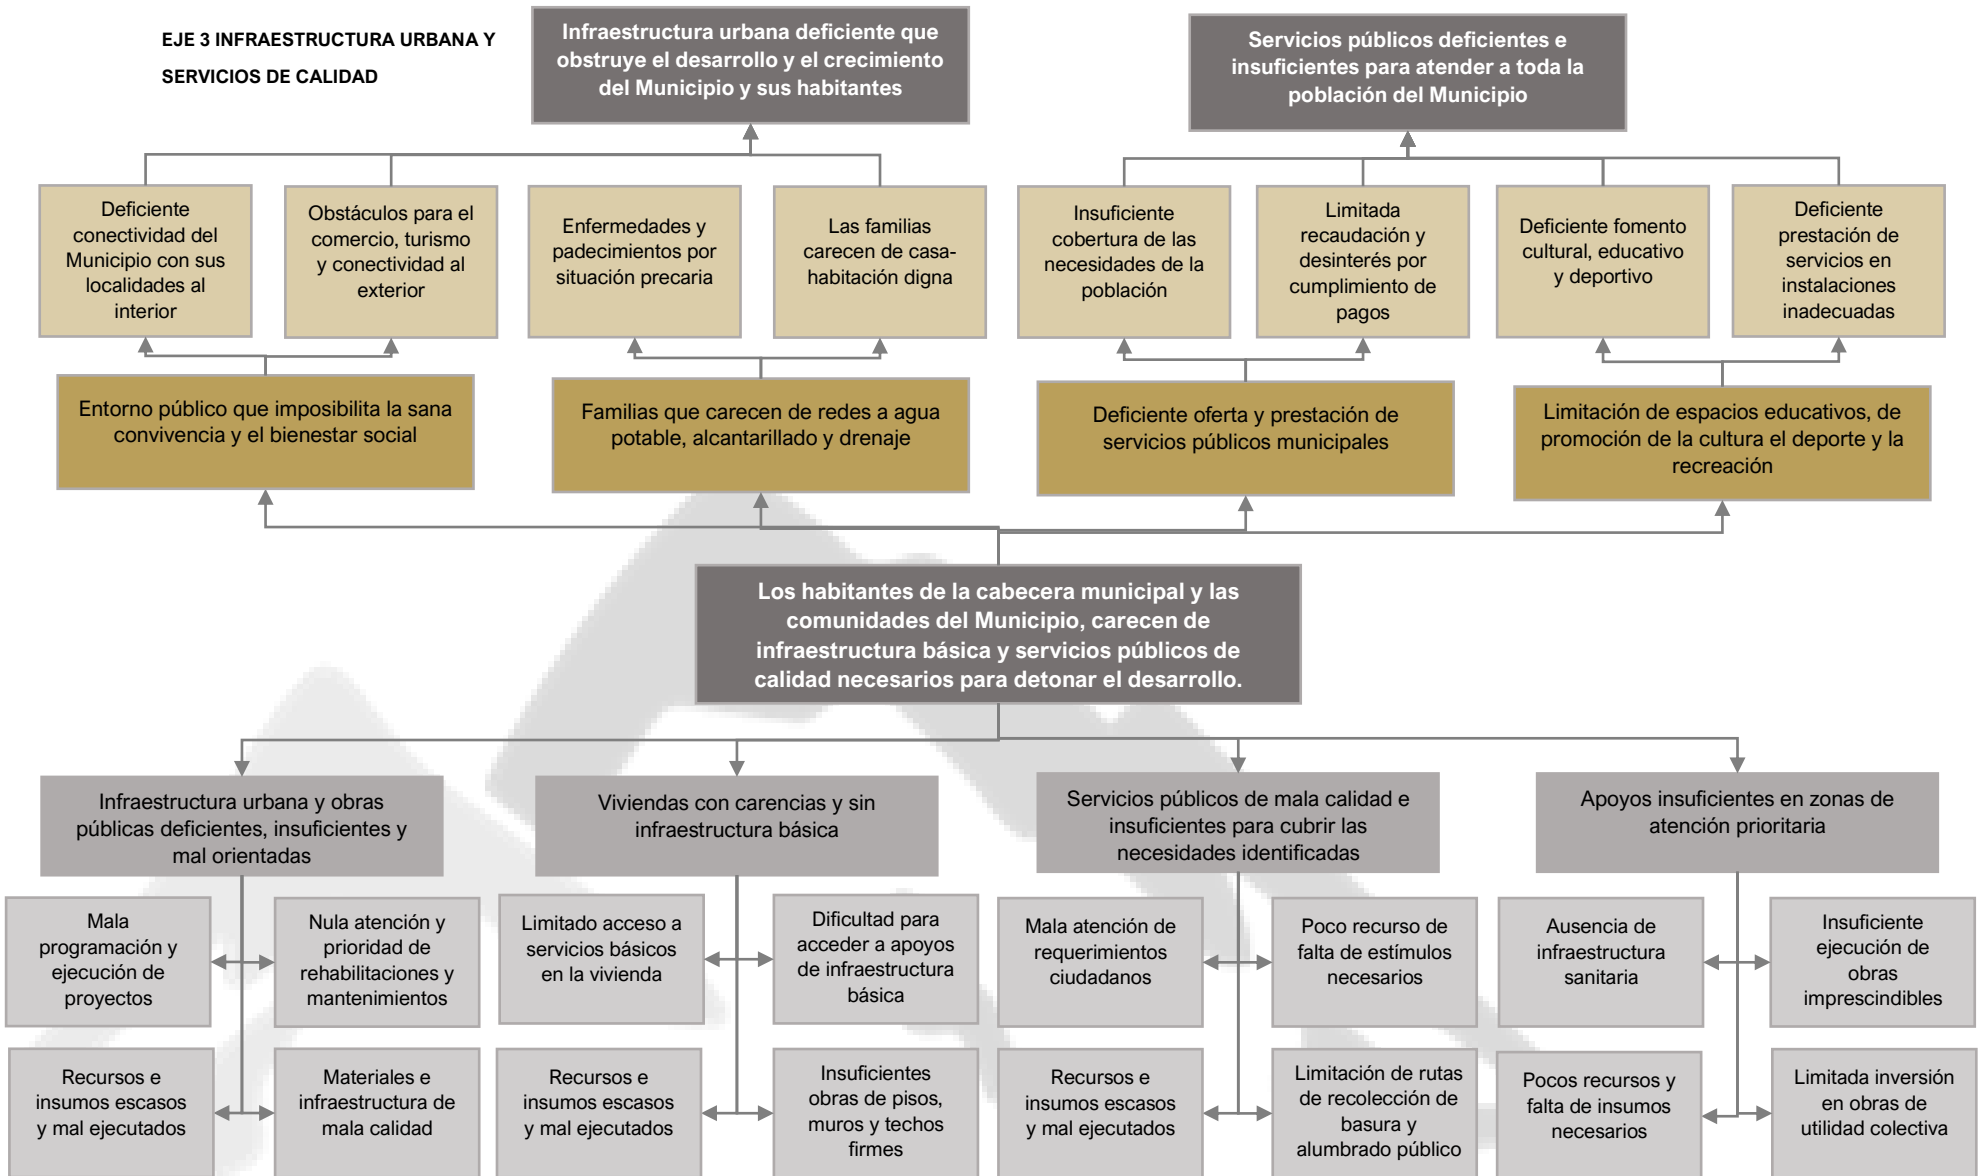 EJE 3 INFRAESTRUCTURA URBANA Y
SERVICIOS DE CALIDAD
Infraestructura urbana deficiente que
obstruye el desarrollo y el crecimiento
del Municipio y sus habitantes
Servicios públicos deficientes e
insuficientes para atender a toda la
población del Municipio
Deficiente
conectividad del
Municipio con sus
localidades al
interior
Obstáculos para el
comercio, turismo
y conectividad al
exterior
Enfermedades y
padecimientos por
situación precaria
Las familias
carecen de casa-
habitación digna
Insuficiente
cobertura de las
necesidades de la
población
Limitada
recaudación y
desinterés por
cumplimiento de
pagos
Deficiente fomento
cultural, educativo
y deportivo
Deficiente
prestación de
servicios en
instalaciones
inadecuadas
Entorno público que imposibilita la sana
convivencia y el bienestar social
Familias que carecen de redes a agua
potable, alcantarillado y drenaje
Deficiente oferta y prestación de
servicios públicos municipales
Limitación de espacios educativos, de
promoción de la cultura el deporte y la
recreación
Los habitantes de la cabecera municipal y las
comunidades del Municipio, carecen de
infraestructura básica y servicios públicos de
calidad necesarios para detonar el desarrollo.
Infraestructura urbana y obras
públicas deficientes, insuficientes y
mal orientadas
Viviendas con carencias y sin
infraestructura básica
Servicios públicos de mala calidad e
insuficientes para cubrir las
necesidades identificadas
Apoyos insuficientes en zonas de
atención prioritaria
Mala
programación y
ejecución de
proyectos
Nula atención y
prioridad de
rehabilitaciones y
mantenimientos
Limitado acceso a
servicios básicos
en la vivienda
Dificultad para
acceder a apoyos
de infraestructura
básica
Mala atención de
requerimientos
ciudadanos
Poco recurso de
falta de estímulos
necesarios
Ausencia de
infraestructura
sanitaria
Insuficiente
ejecución de
obras
imprescindibles
Recursos e
insumos escasos
y mal ejecutados
Materiales e
infraestructura de
mala calidad
Recursos e
insumos escasos
y mal ejecutados
Insuficientes
obras de pisos,
muros y techos
firmes
Recursos e
insumos escasos
y mal ejecutados
Limitación de rutas
de recolección de
basura y
alumbrado público
Pocos recursos y
falta de insumos
necesarios
Limitada inversión
en obras de
utilidad colectiva